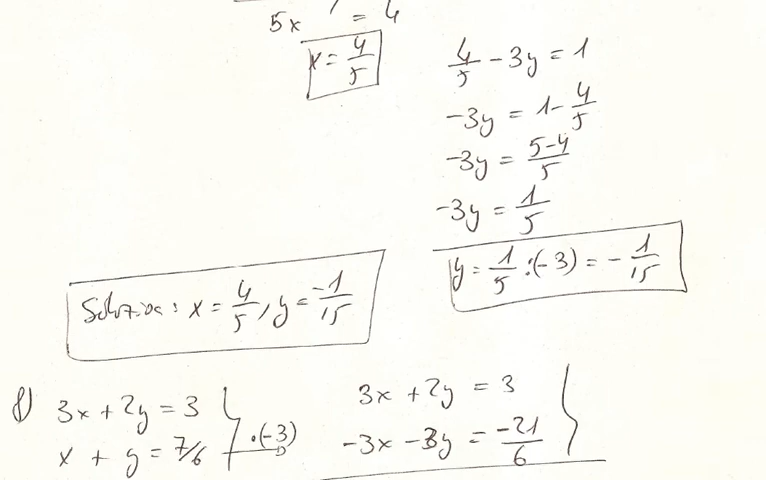 5x = 4
x = 4/5
4/5 - 3y = 1
-3y = 1 - 4/5
-3y = (5-4)/5
-3y = 1/5
y = 1/5 : (-3) = - 1/15
x = 4/5, y = -1/15
f) 3x + 2y = 3
x + y = 7/6 } ·(-3) →
3x + 2y = 3
-3x - 3y = -21/6 }